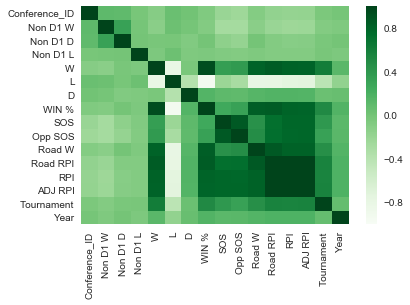 Conference_ID
Non D1 W
Non D1 D
Non D1 L
W
L
D
WIN %
SOS
Opp SOS
Road W
Road RPI
RPI
ADJ RPI
Tournament
Year
Conference_ID
Non D1 W
Non D1 D
Non D1 L
W
L
D
WIN %
SOS
Opp SOS
Road W
Road RPI
RPI
ADJ RPI
Tournament
Year
0.8
0.4
0.0
−0.4
−0.8